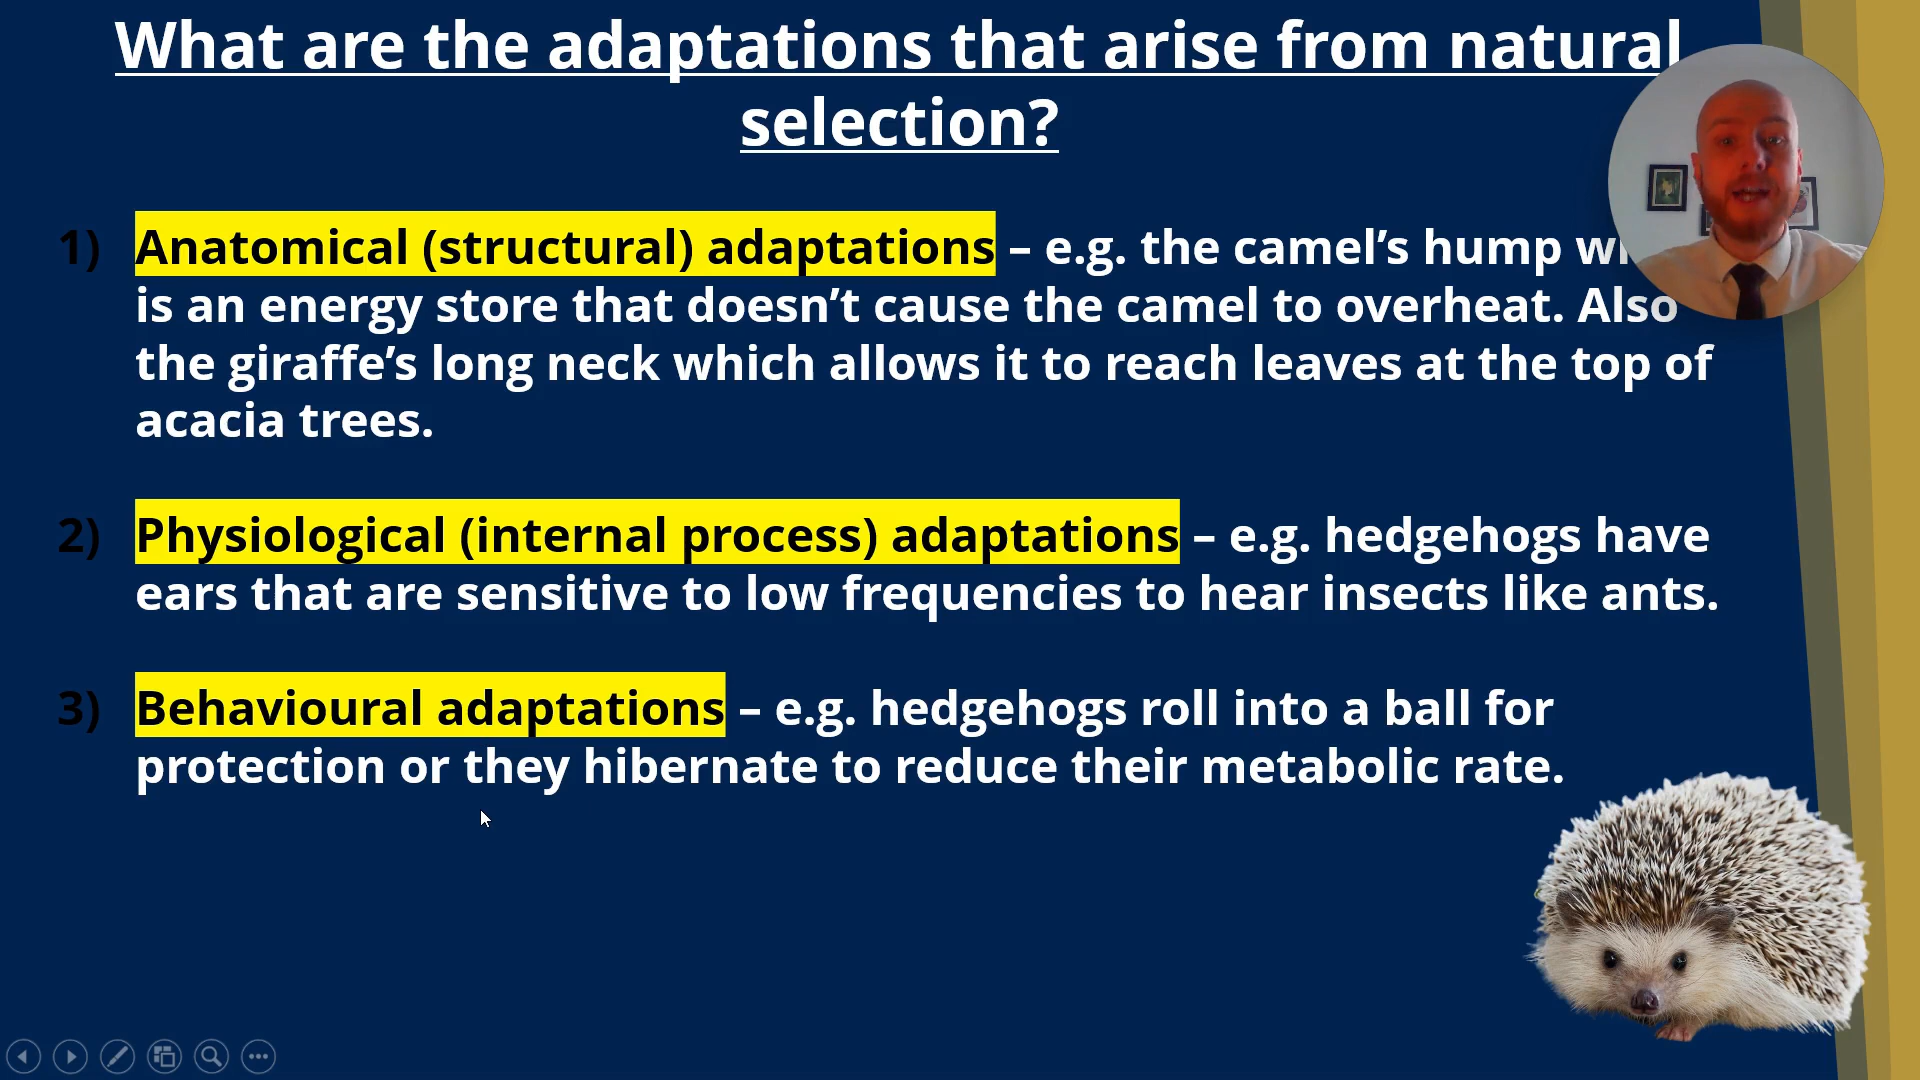 What are the adaptations that arise from natural
selection?
1) Anatomical (structural) adaptations – e.g. the camel’s hump
is an energy store that doesn’t cause the camel to overheat. Also
the giraffe’s long neck which allows it to reach leaves at the top of
acacia trees.
2) Physiological (internal process) adaptations – e.g. hedgehogs have
ears that are sensitive to low frequencies to hear insects like ants.
3) Behavioural adaptations – e.g. hedgehogs roll into a ball for
protection or they hibernate to reduce their metabolic rate.